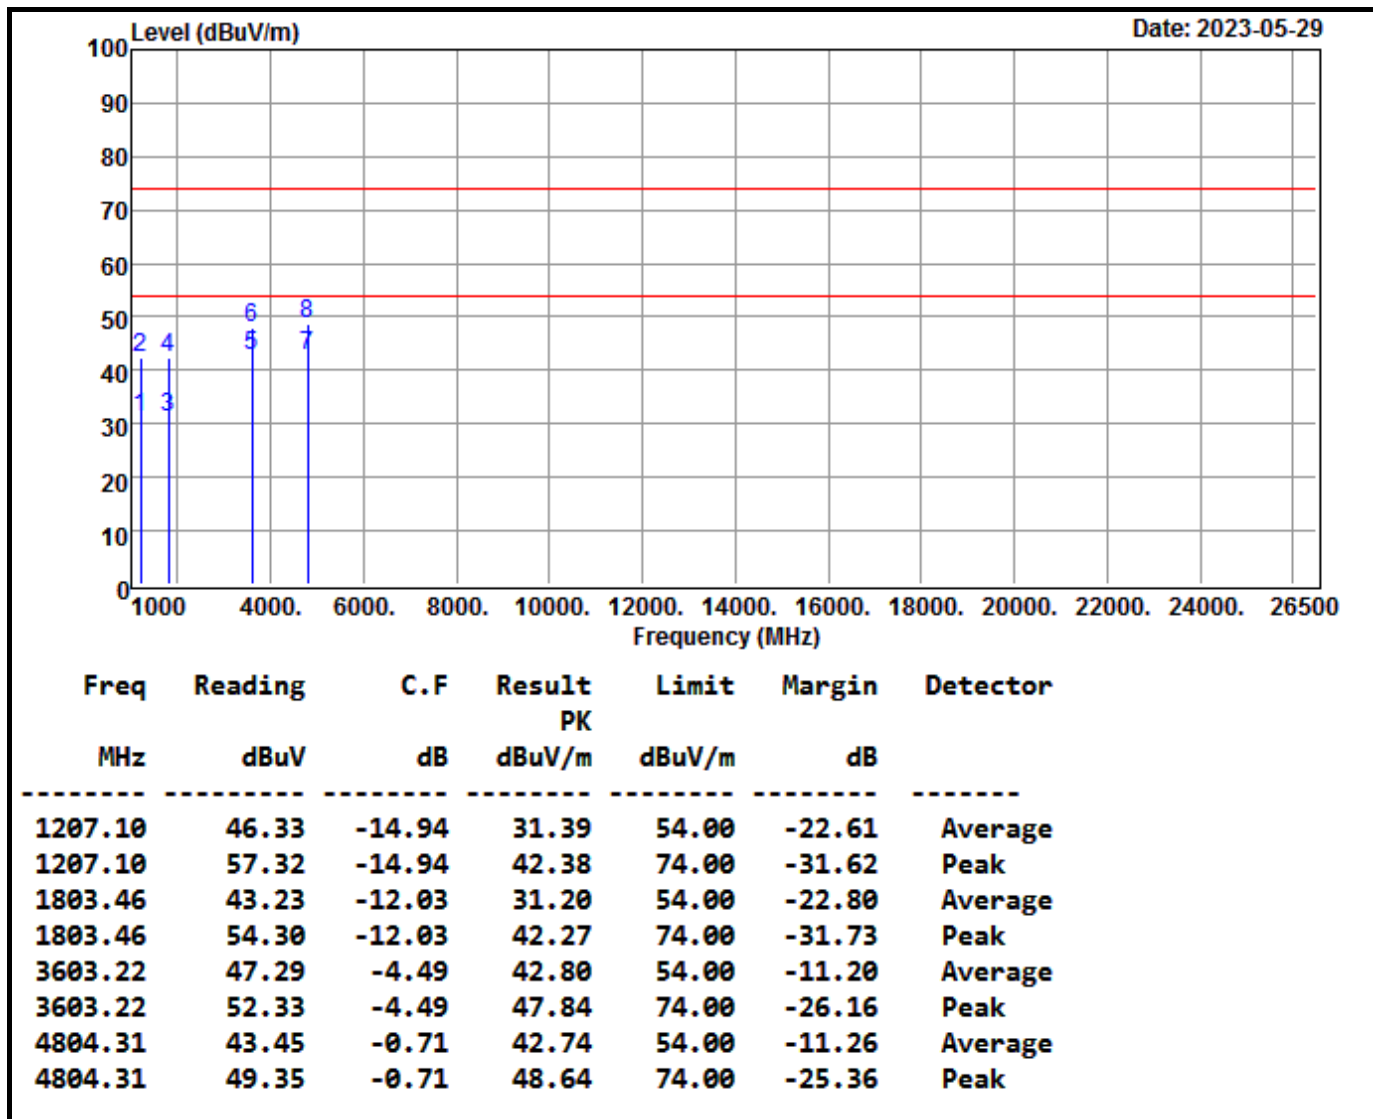 Level (dBuV/m) Date: 2023-05-29
100
90
80
70
60
50
40
30
20
10
0
6 8
2 4 5 7
1 3
1000 4000. 6000. 8000. 10000. 12000. 14000. 16000. 18000. 20000. 22000. 24000. 26500
Frequency (MHz)
Freq Reading C.F Result Limit Margin Detector
PK
MHz dBuV dB dBuV/m dBuV/m dB
-------- --------- -------- -------- -------- -------- -------
1207.10 46.33 -14.94 31.39 54.00 -22.61 Average
1207.10 57.32 -14.94 42.38 74.00 -31.62 Peak
1803.46 43.23 -12.03 31.20 54.00 -22.80 Average
1803.46 54.30 -12.03 42.27 74.00 -31.73 Peak
3603.22 47.29 -4.49 42.80 54.00 -11.20 Average
3603.22 52.33 -4.49 47.84 74.00 -26.16 Peak
4804.31 43.45 -0.71 42.74 54.00 -11.26 Average
4804.31 49.35 -0.71 48.64 74.00 -25.36 Peak